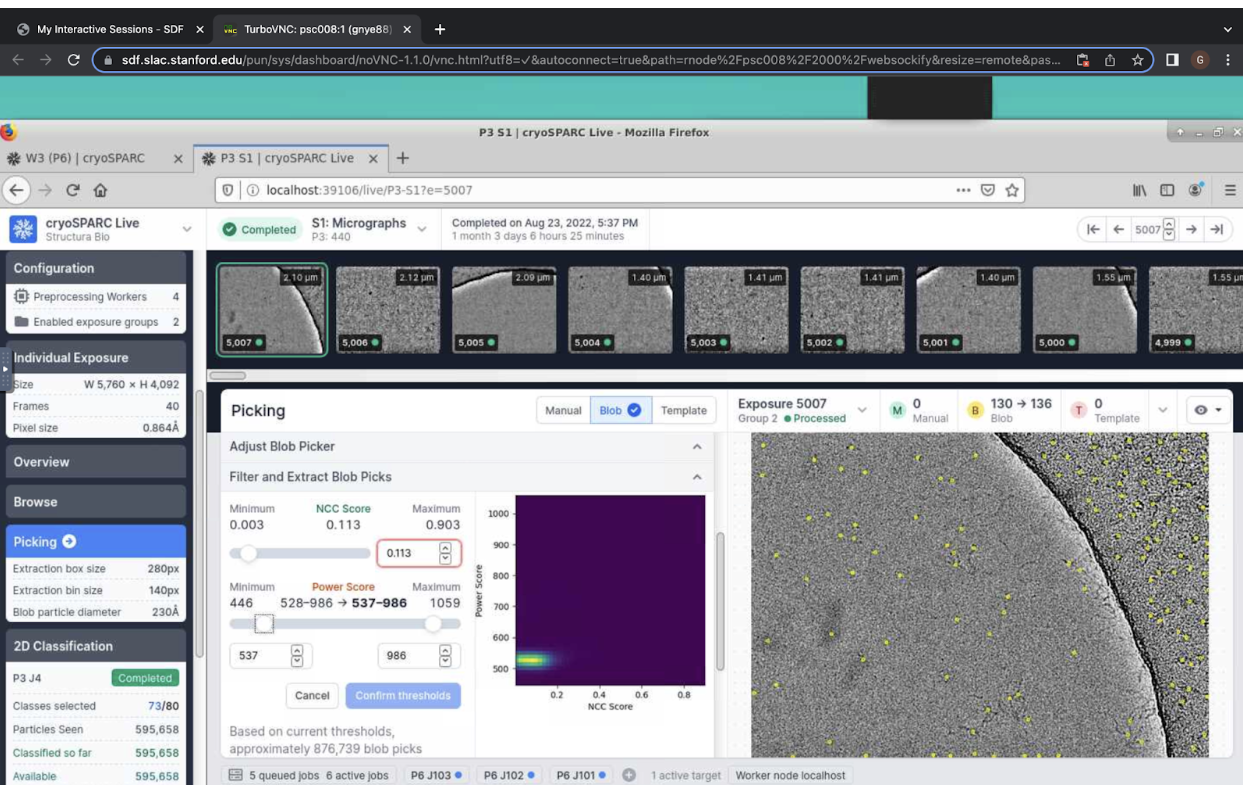 My Interactive Sessions - SDF
TurboVNC: psc008:1 (gnye88)
sdf.slac.stanford.edu/pun/sys/dashboard/noVNC-1.1.0/vnc.html?utf8=✓&autoconnect=true&path=rnode%2Fpsc008%2F2000%2Fwebsockify&resize=remote&pas...
G
P3 S1 | cryoSPARC Live - Mozilla Firefox
W3 (P6) | cryoSPARC
P3 S1 | cryoSPARC Live
localhost:39106/live/P3-S1?e=5007
cryoSPARC Live
Structura Bio
Completed
S1: Micrographs
P3: 440
Completed on Aug 23, 2022, 5:37 PM
1 month 3 days 6 hours 25 minutes
5007
Configuration
Preprocessing Workers 4
Enabled exposure groups 2
Individual Exposure
Size W 5,760 × H 4,092
Frames 40
Pixel size 0.864Å
Overview
Browse
Picking
Extraction box size 280px
Extraction bin size 140px
Blob particle diameter 230Å
2D Classification
P3 J4 Completed
Classes selected 73/80
Particles Seen 595,658
Classified so far 595,658
Available 595,658
2.10 µm
5,007
2.12 µm
5,006
2.09 µm
5,005
1.40 µm
5,004
1.41 µm
5,003
1.41 µm
5,002
1.40 µm
5,001
1.55 µm
5,000
1.55 µm
4,999
Picking
Manual
Blob
Template
Adjust Blob Picker
Filter and Extract Blob Picks
Minimum NCC Score Maximum
0.003 0.113 0.903
0.113
Minimum Power Score Maximum
446 528–986 → 537–986 1059
537
986
Cancel
Confirm thresholds
Based on current thresholds,
approximately 876,739 blob picks
1000
900
800
700
600
500
Power Score
0.2 0.4 0.6 0.8
NCC Score
Exposure 5007
Group 2 Processed
M 0
Manual
B 130 → 136
Blob
T 0
Template
5 queued jobs 6 active jobs
P6 J103
P6 J102
P6 J101
1 active target
Worker node localhost